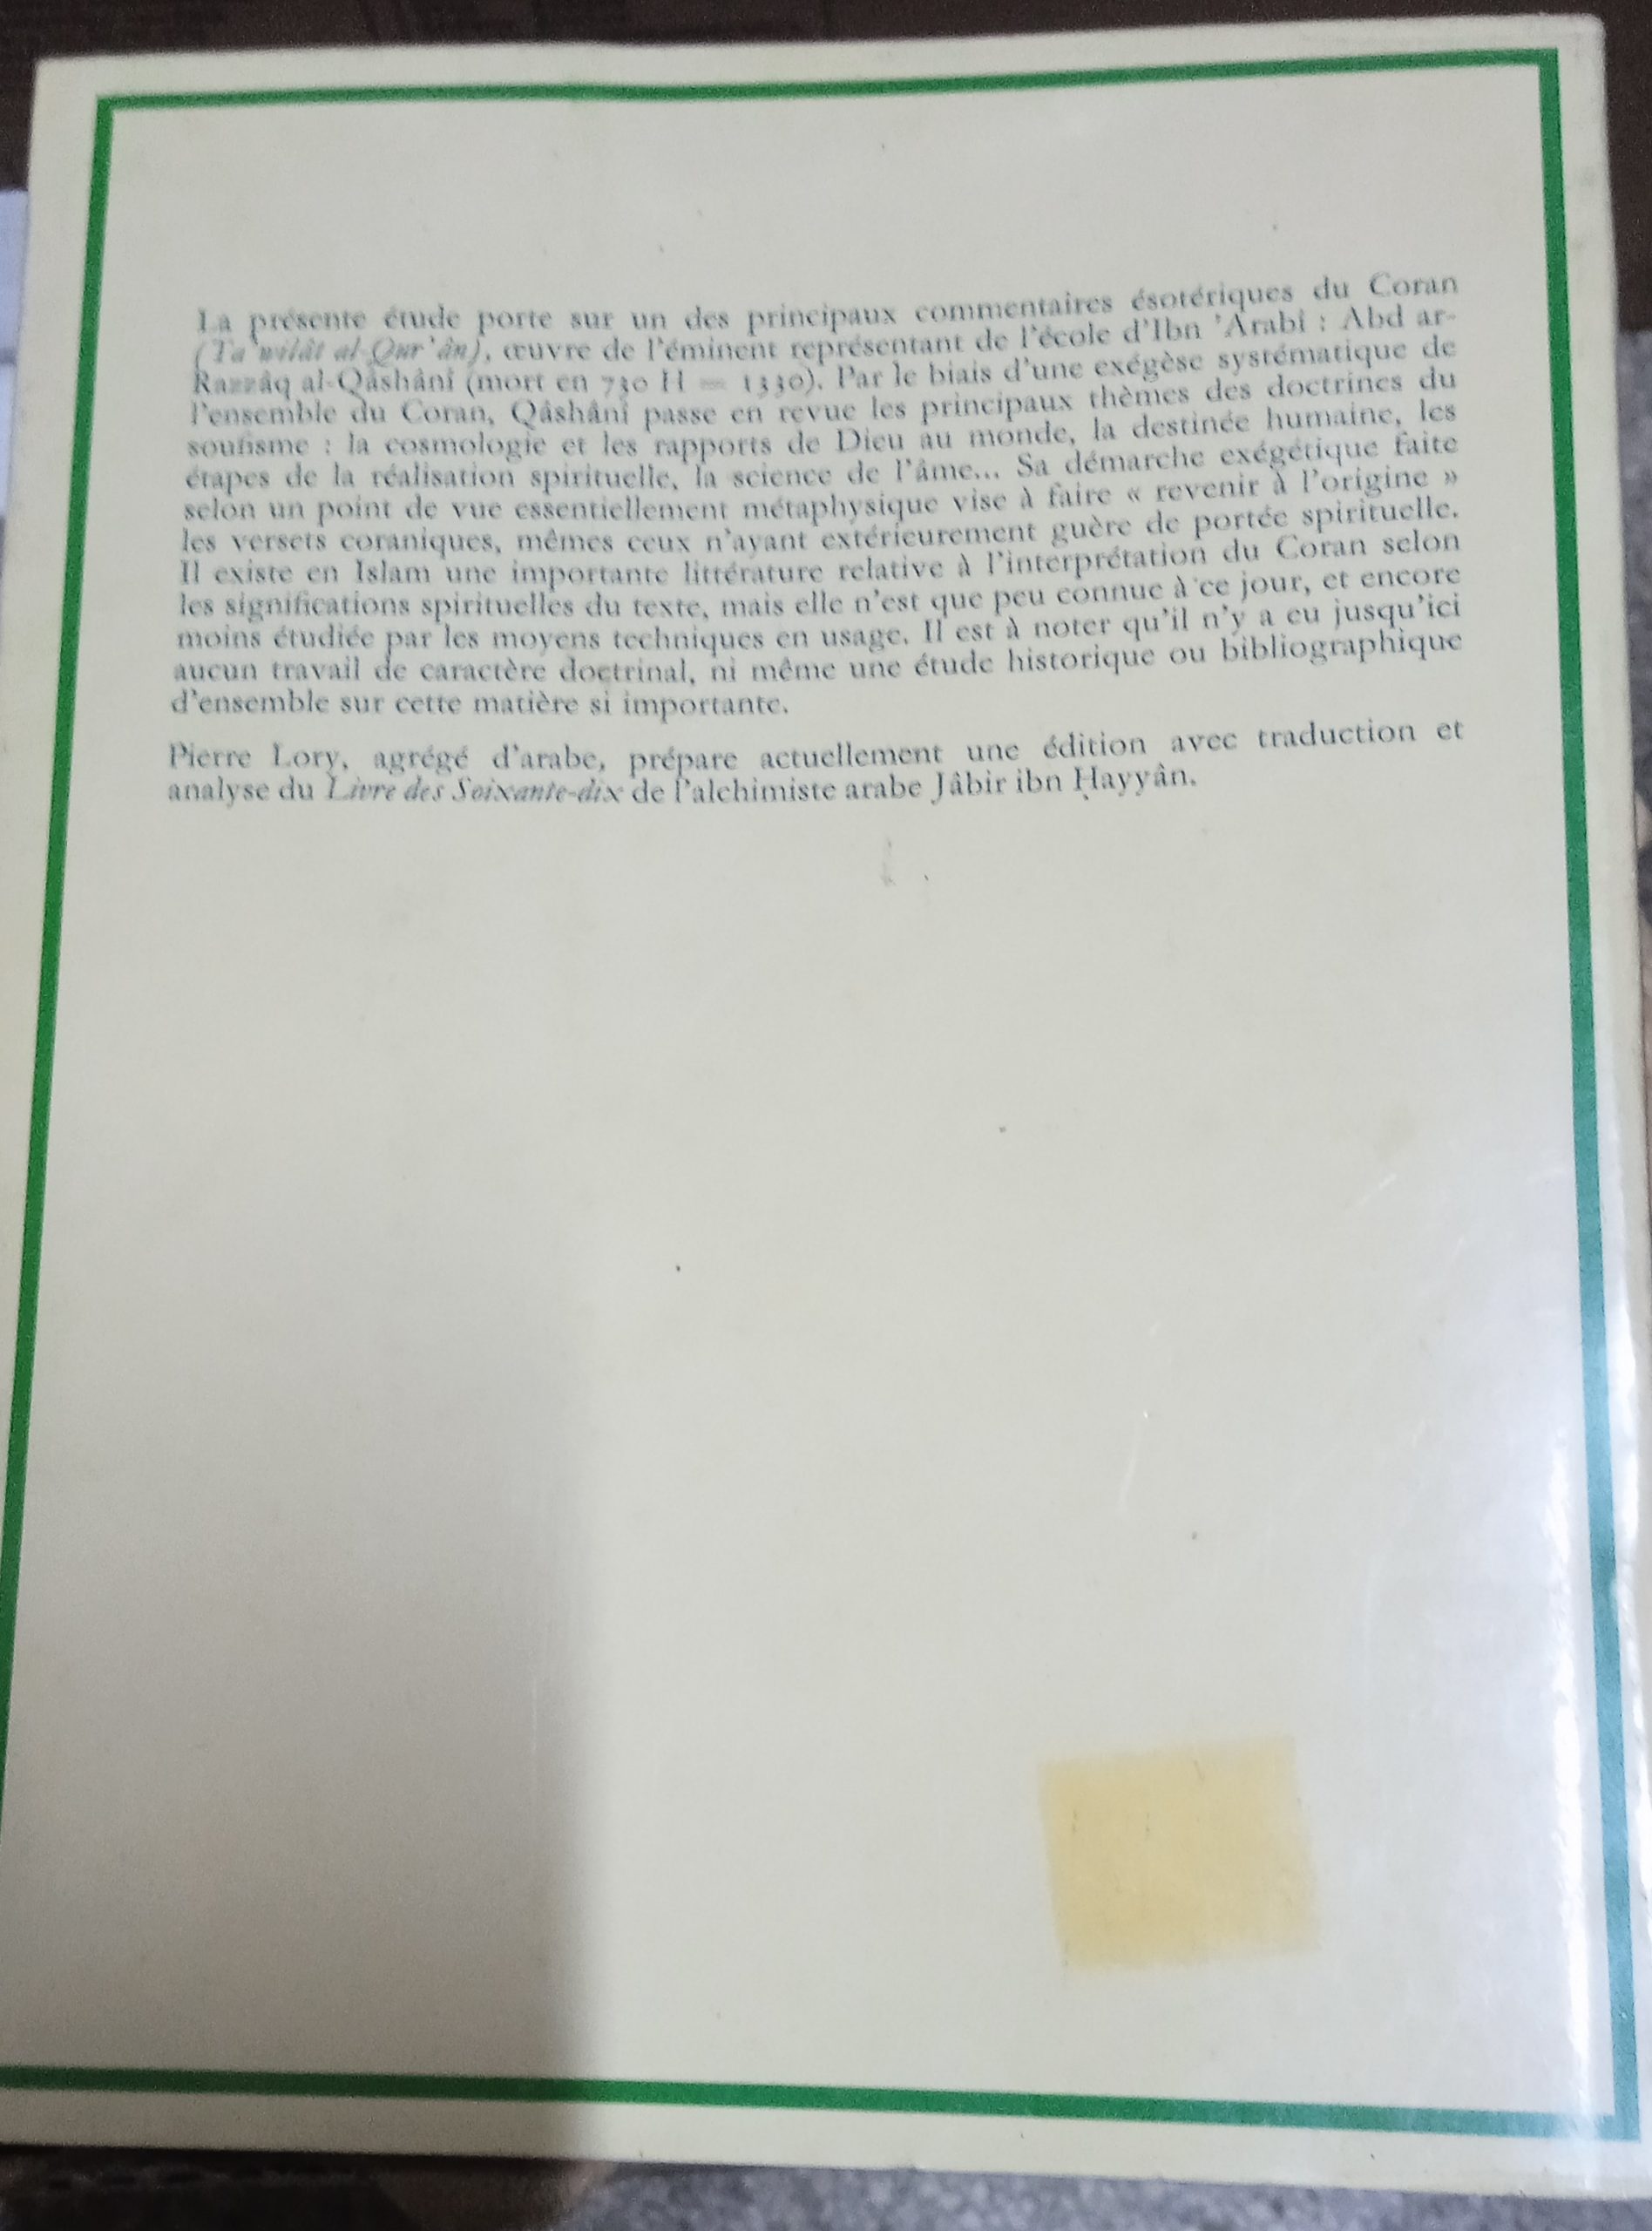 La présente étude porte sur un des principaux commentaires ésotériques du Coran
(Ta'wilât al-Qur'ân), œuvre de l'éminent représentant de l'école d'Ibn 'Arabî : Abd ar-
Razzâq al-Qâshânî (mort en 730 H = 1330). Par le biais d'une exégèse systématique de
l'ensemble du Coran, Qâshânî passe en revue les principaux thèmes des doctrines du
soufisme : la cosmologie et les rapports de Dieu au monde, la destinée humaine, les
étapes de la réalisation spirituelle, la science de l'âme... Sa démarche exégétique faite
selon un point de vue essentiellement métaphysique vise à faire « revenir à l'origine »
les versets coraniques, mêmes ceux n'ayant extérieurement guère de portée spirituelle.
Il existe en Islam une importante littérature relative à l'interprétation du Coran selon
les significations spirituelles du texte, mais elle n'est que peu connue à ce jour, et encore
moins étudiée par les moyens techniques en usage. Il est à noter qu'il n'y a eu jusqu'ici
aucun travail de caractère doctrinal, ni même une étude historique ou bibliographique
d'ensemble sur cette matière si importante.
Pierre Lory, agrégé d'arabe, prépare actuellement une édition avec traduction et
analyse du Livre des Soixante-dix de l'alchimiste arabe Jâbir ibn Ḥayyân.